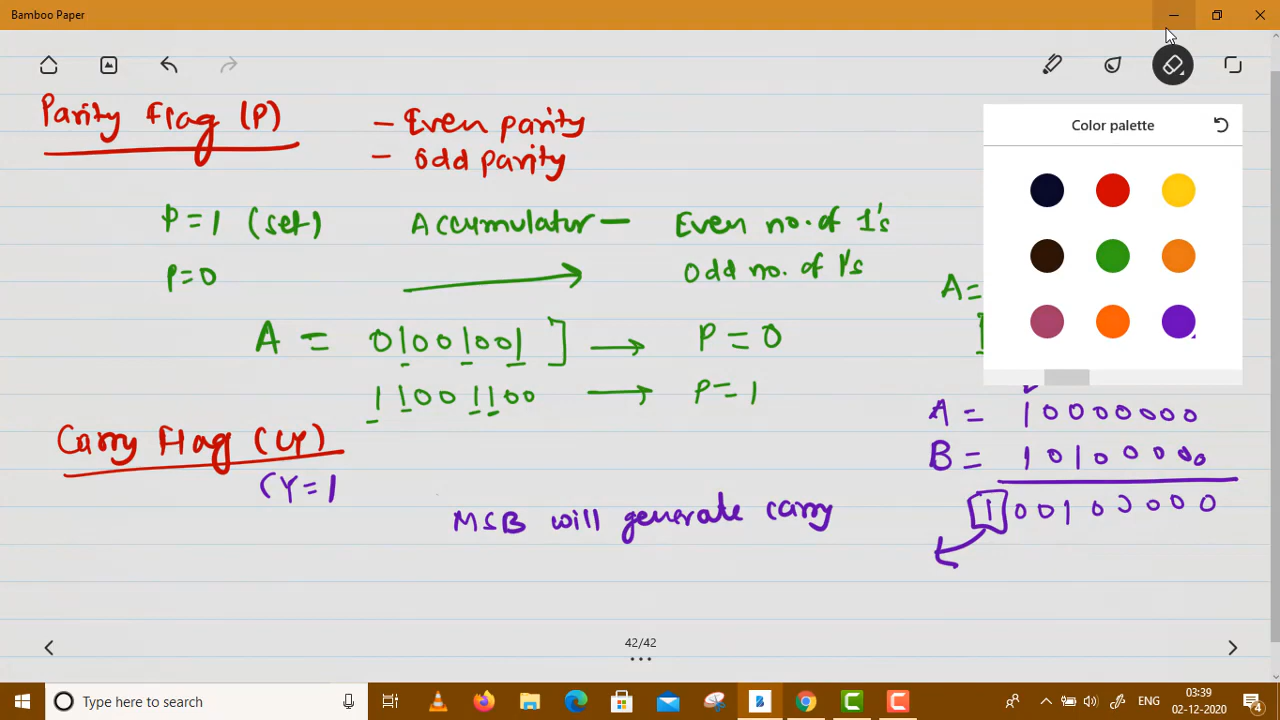 Bamboo Paper
Parity Flag (P)
- Even parity
- Odd parity
Color palette
P = 1 (set) Accumulator - Even no. of 1's
P=0 Odd no. of 1's
A=
A = 01001001 ] → P = 0
11001100 → P = 1
Carry Flag (CY)
CY=1
MSB will generate carry
A = 10000000
B = 10100000
1 00100000
42/42
Type here to search
ENG
03:39
02-12-2020
4